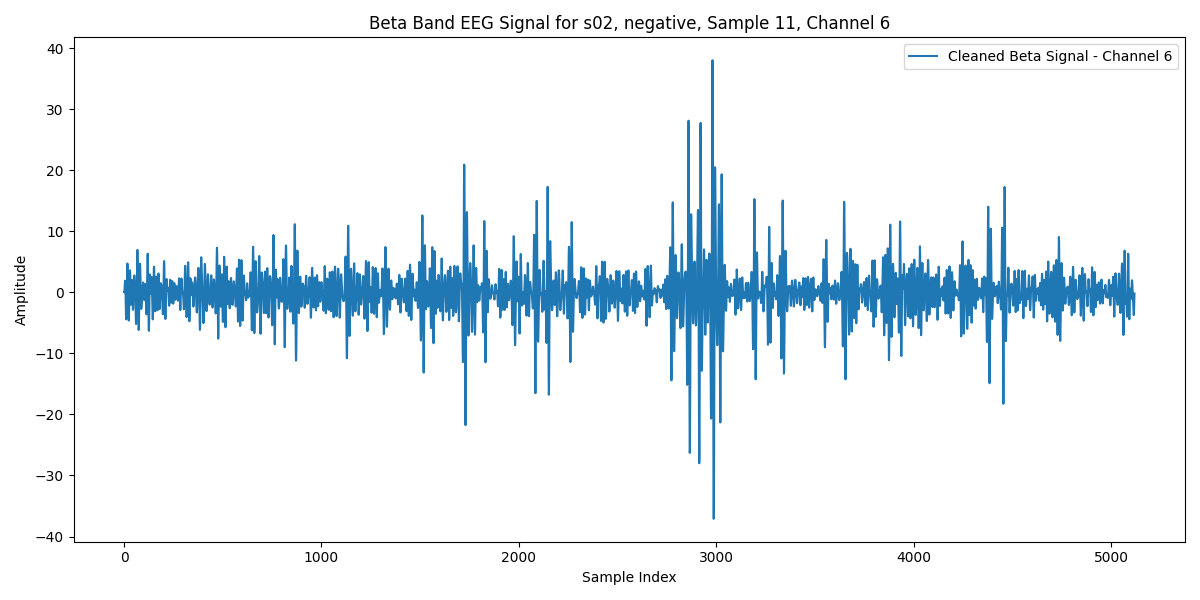 Beta Band EEG Signal for s02, negative, Sample 11, Channel 6
Cleaned Beta Signal - Channel 6
Amplitude
40
30
20
10
0
−10
−20
−30
−40
0 1000 2000 3000 4000 5000
Sample Index